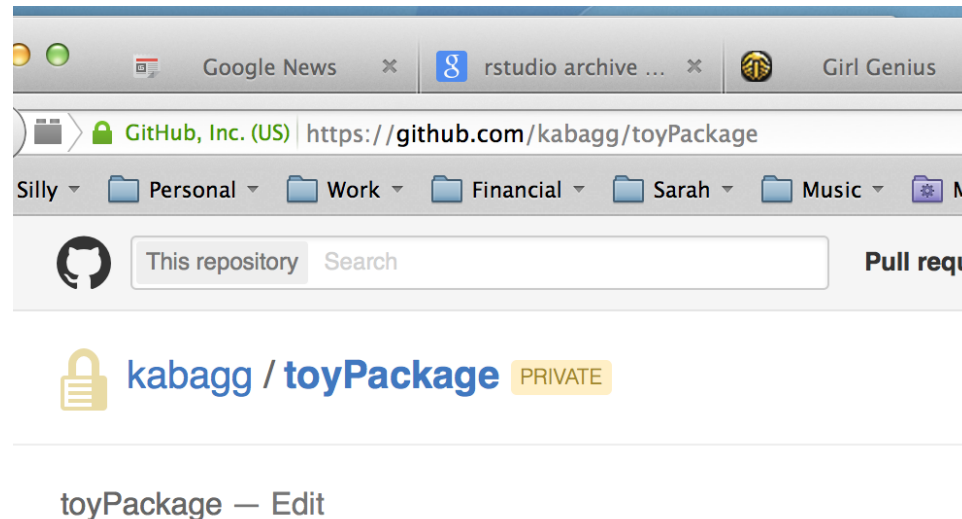 Google News rstudio archive ... Girl Genius
GitHub, Inc. (US) https://github.com/kabagg/toyPackage
Silly Personal Work Financial Sarah Music
This repository Search Pull
kabagg / toyPackage PRIVATE
toyPackage — Edit